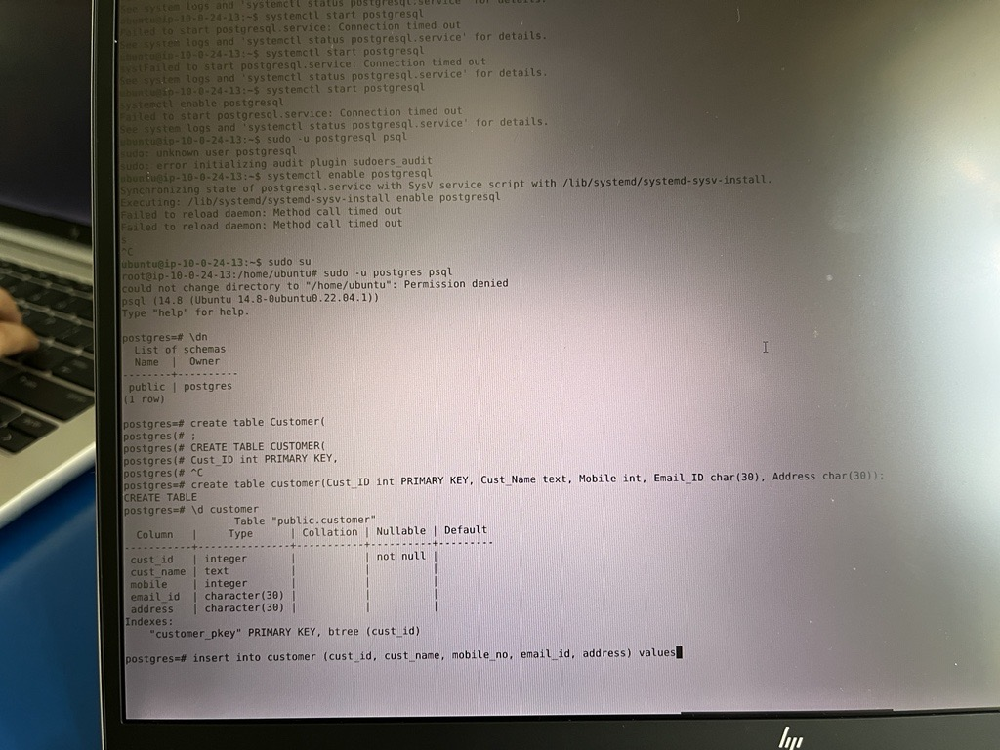 See system logs and 'systemctl status postgresql.service' for details.
ubuntu@ip-10-0-24-13:~$ systemctl start postgresql
Failed to start postgresql.service: Connection timed out
See system logs and 'systemctl status postgresql.service' for details.
ubuntu@ip-10-0-24-13:~$ systemctl start postgresql
systFailed to start postgresql.service: Connection timed out
See system logs and 'systemctl status postgresql.service' for details.
ubuntu@ip-10-0-24-13:~$ systemctl start postgresql
systemctl enable postgresql
Failed to start postgresql.service: Connection timed out
See system logs and 'systemctl status postgresql.service' for details.
ubuntu@ip-10-0-24-13:~$ sudo -u postgresql psql
sudo: unknown user postgresql
sudo: error initializing audit plugin sudoers_audit
ubuntu@ip-10-0-24-13:~$ systemctl enable postgresql
Synchronizing state of postgresql.service with SysV service script with /lib/systemd/systemd-sysv-install.
Executing: /lib/systemd/systemd-sysv-install enable postgresql
Failed to reload daemon: Method call timed out
Failed to reload daemon: Method call timed out
s
^C
ubuntu@ip-10-0-24-13:~$ sudo su
root@ip-10-0-24-13:/home/ubuntu# sudo -u postgres psql
could not change directory to "/home/ubuntu": Permission denied
psql (14.8 (Ubuntu 14.8-0ubuntu0.22.04.1))
Type "help" for help.
postgres=# \dn
List of schemas
Name | Owner
--------+----------
public | postgres
(1 row)
postgres=# create table Customer(
postgres(# ;
postgres(# CREATE TABLE CUSTOMER(
postgres(# Cust_ID int PRIMARY KEY,
postgres(# ^C
postgres=# create table customer(Cust_ID int PRIMARY KEY, Cust_Name text, Mobile int, Email_ID char(30), Address char(30));
CREATE TABLE
postgres=# \d customer
Table "public.customer"
Column | Type | Collation | Nullable | Default
-----------+---------------+-----------+----------+---------
cust_id | integer | | not null |
cust_name | text | | |
mobile | integer | | |
email_id | character(30) | | |
address | character(30) | | |
Indexes:
"customer_pkey" PRIMARY KEY, btree (cust_id)
postgres=# insert into customer (cust_id, cust_name, mobile_no, email_id, address) values
hp